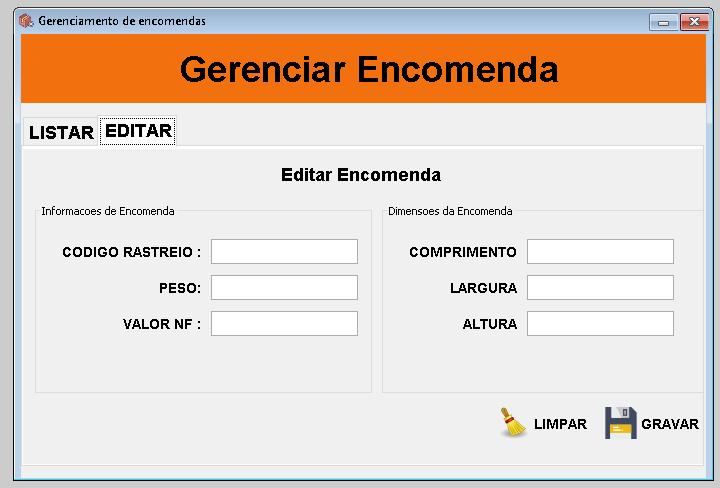 Gerenciamento de encomendas
Gerenciar Encomenda
LISTAR EDITAR
Editar Encomenda
Informacoes de Encomenda
CODIGO RASTREIO :
PESO:
VALOR NF :
Dimensoes da Encomenda
COMPRIMENTO
LARGURA
ALTURA
LIMPAR GRAVAR